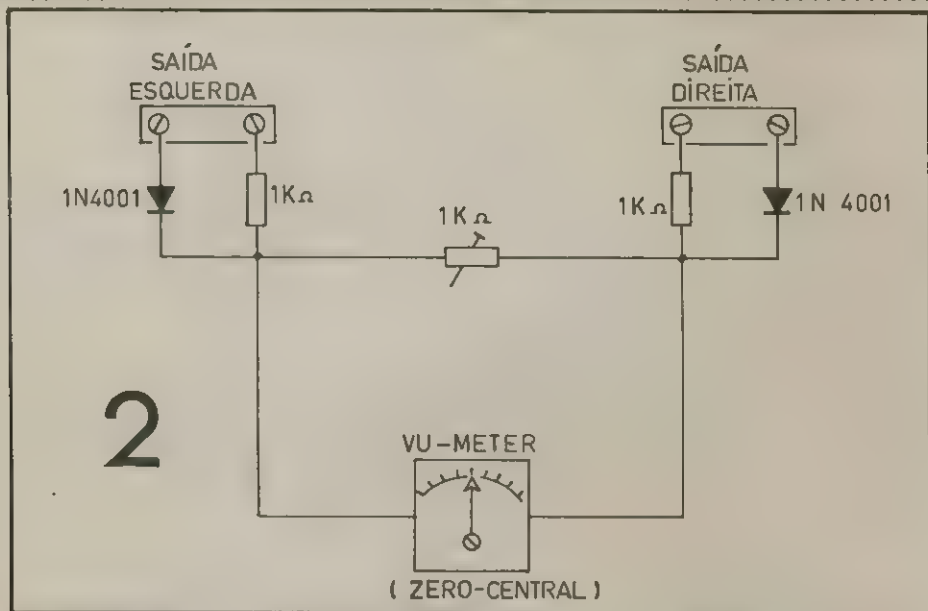 SAÍDA
ESQUERDA
SAÍDA
DIREITA
1N4001
1KΩ
1KΩ
1KΩ
1N 4001
2
VU-METER
( ZERO-CENTRAL )